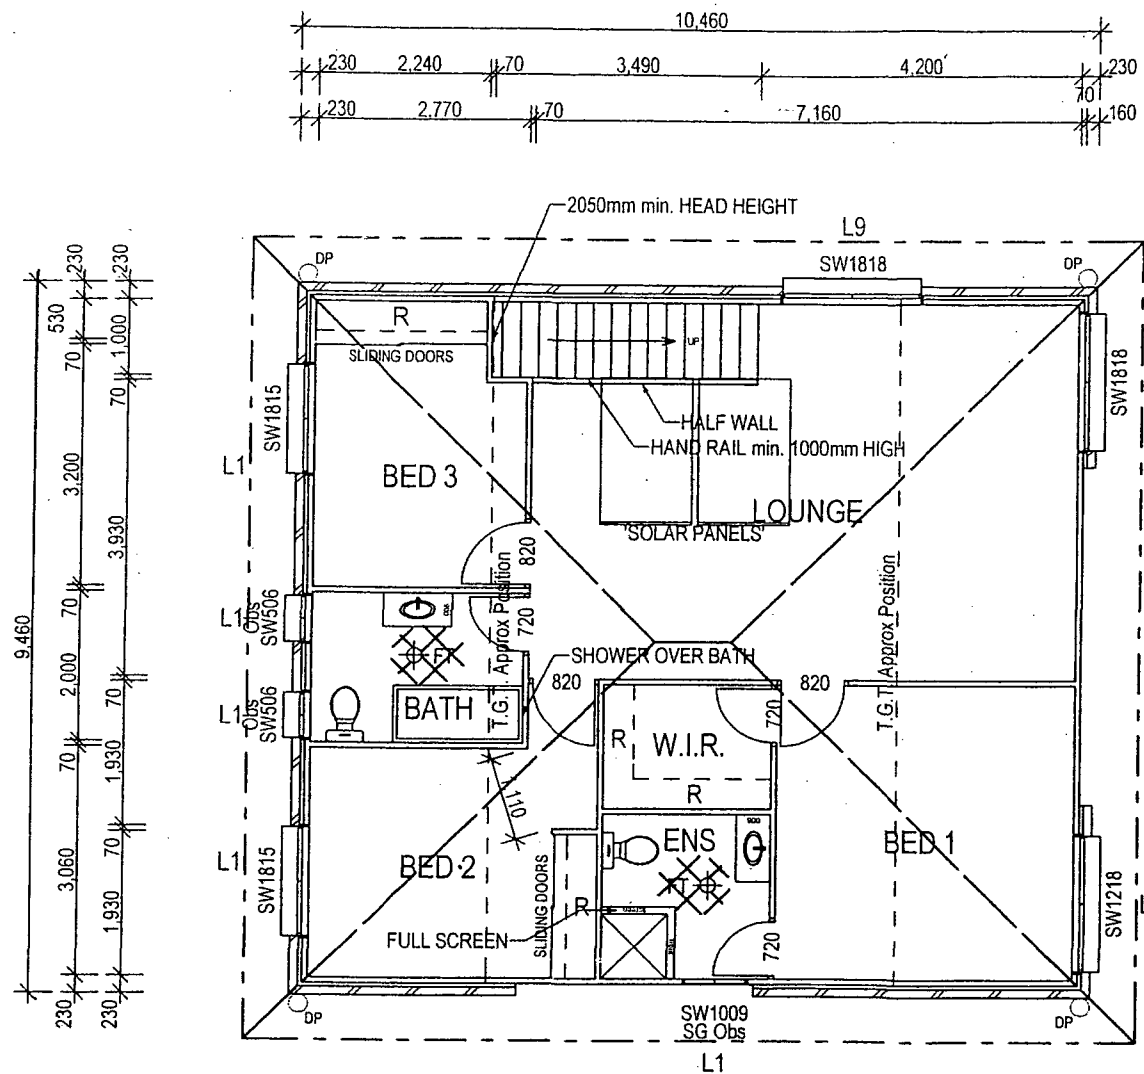 10,460
230 2,240 70 3,490 4,200 230
230 2,770 70 7,160 70 160
2050mm min. HEAD HEIGHT
L9
DP
SW1818
DP
230
230
530
1,000
70
70
R
SLIDING DOORS
UP
SW1815
SW1818
HALF WALL
HAND RAIL min. 1000mm HIGH
L1
BED 3
3,200
LOUNGE
'SOLAR PANELS'
3,930
820
T.G.T. Approx Position
T.G.T. Approx Position
9,460
70
L1 Obs
SW506
720
FT
SHOWER OVER BATH
2,000
70
820
820
L1 Obs
SW506
BATH
720
R
W.I.R.
70
1,930
1,110
R
ENS
BED 1
70
L1
SW1815
BED 2
3,060
FT
SW1218
SLIDING DOORS
R
FULL SCREEN
1,930
720
230
230
DP
SW1009
SG Obs
DP
L1